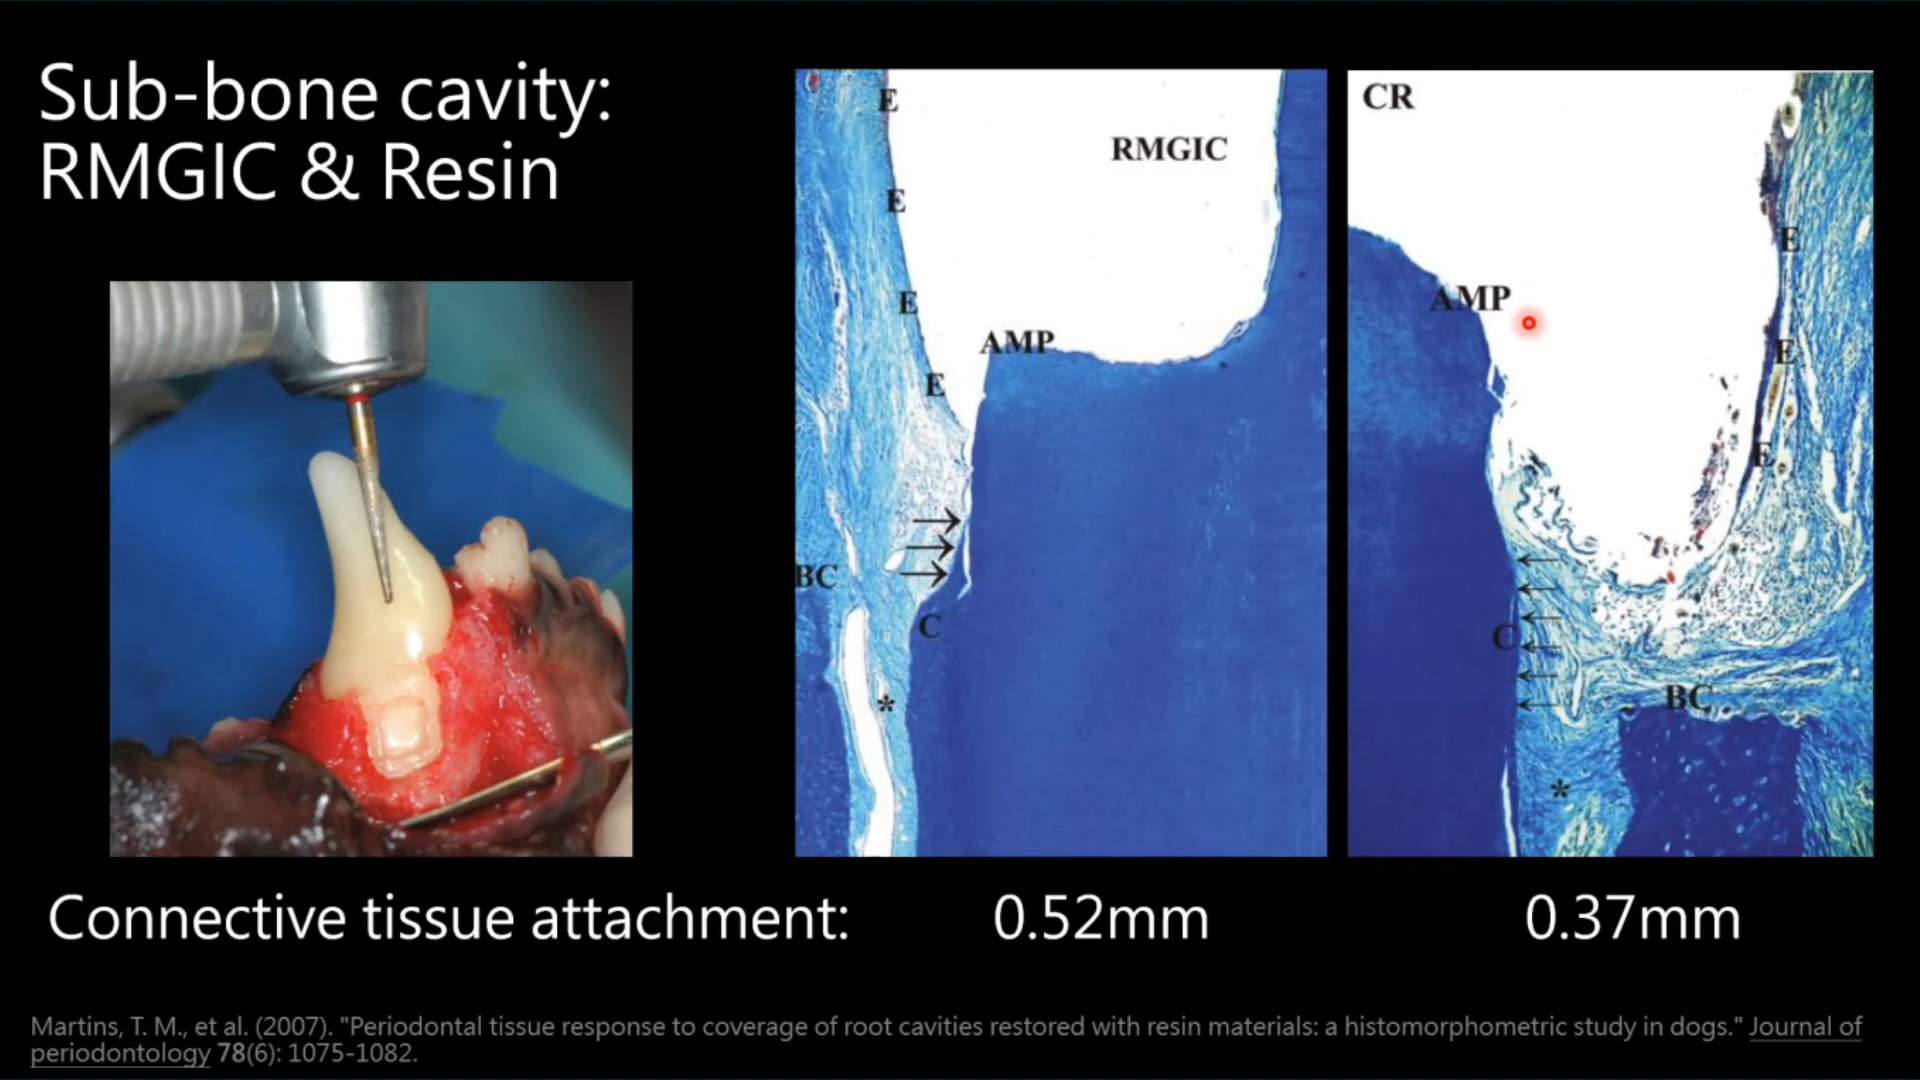 Sub-bone cavity:
RMGIC & Resin
E
RMGIC
E
E
AMP
E
BC
C
*
CR
E
AMP
E
E
C
BC
*
Connective tissue attachment:
0.52mm
0.37mm
Martins, T. M., et al. (2007). "Periodontal tissue response to coverage of root cavities restored with resin materials: a histomorphometric study in dogs." Journal of
periodontology 78(6): 1075-1082.